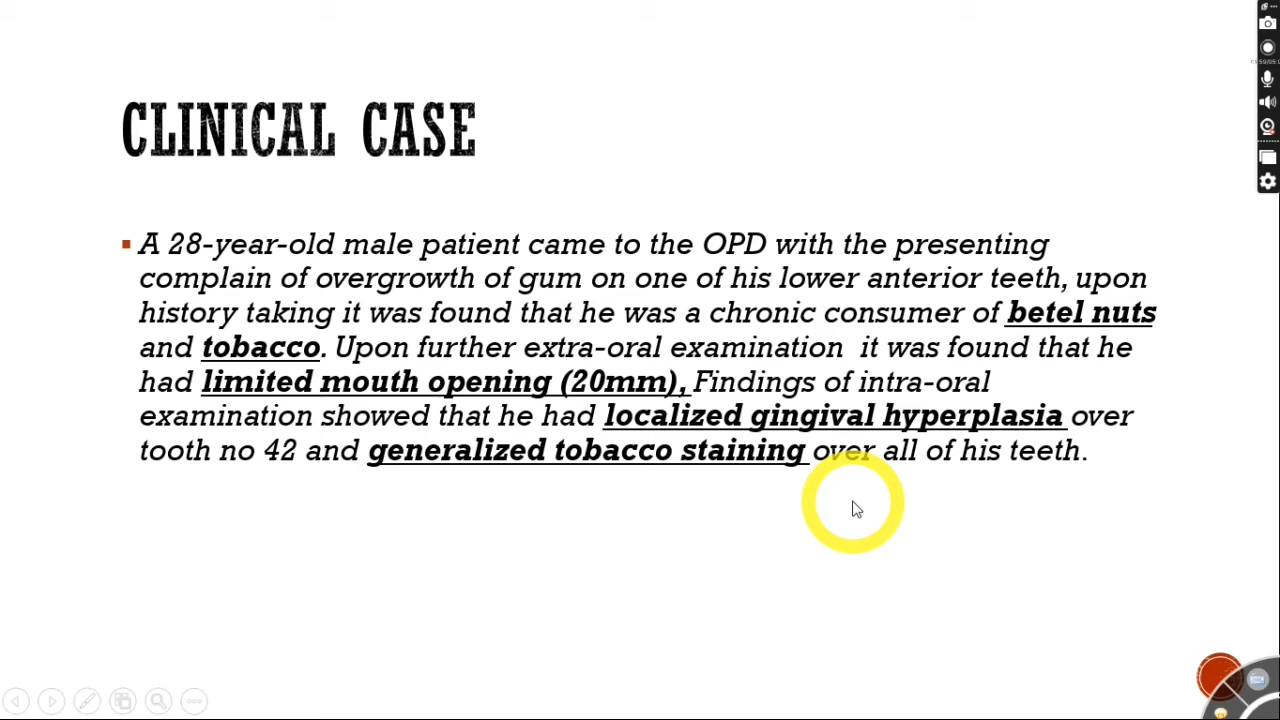 CLINICAL CASE
A 28-year-old male patient came to the OPD with the presenting
complain of overgrowth of gum on one of his lower anterior teeth, upon
history taking it was found that he was a chronic consumer of betel nuts
and tobacco. Upon further extra-oral examination it was found that he
had limited mouth opening (20mm), Findings of intra-oral
examination showed that he had localized gingival hyperplasia over
tooth no 42 and generalized tobacco staining over all of his teeth.